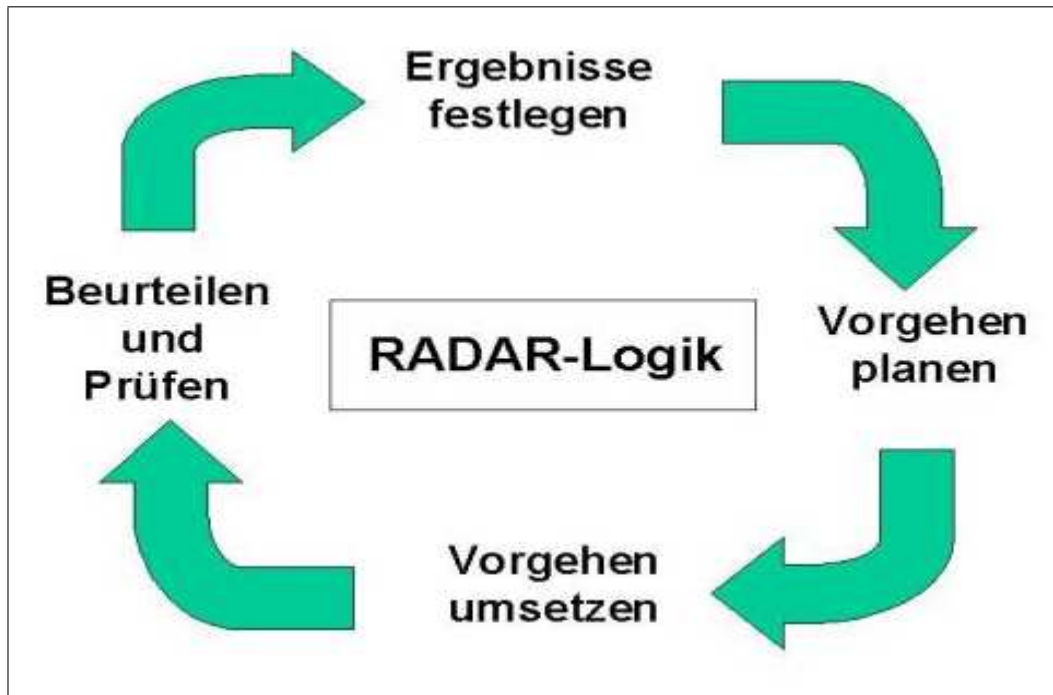 Ergebnisse
festlegen
Vorgehen
planen
Vorgehen
umsetzen
Beurteilen
und
Prüfen
RADAR-Logik